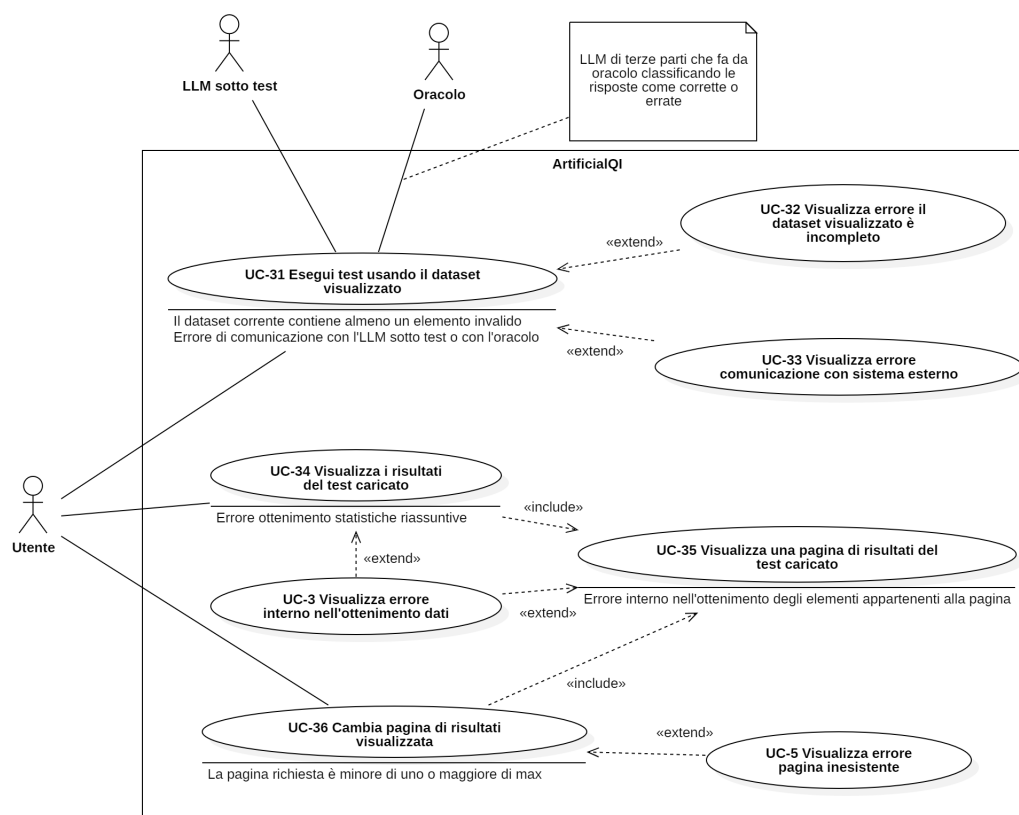 LLM sotto test
Oracolo
LLM di terze parti che fa da
oracolo classificando le
risposte come corrette o
errate
ArtificialQI
UC-32 Visualizza errore il
dataset visualizzato è
incompleto
«extend»
UC-31 Esegui test usando il dataset
visualizzato
Il dataset corrente contiene almeno un elemento invalido
Errore di comunicazione con l'LLM sotto test o con l'oracolo
«extend»
UC-33 Visualizza errore
comunicazione con sistema esterno
UC-34 Visualizza i risultati
del test caricato
Errore ottenimento statistiche riassuntive
«include»
Utente
«extend»
UC-35 Visualizza una pagina di risultati del
test caricato
Errore interno nell'ottenimento degli elementi appartenenti alla pagina
UC-3 Visualizza errore
interno nell'ottenimento dati
«extend»
«include»
UC-36 Cambia pagina di risultati
visualizzata
La pagina richiesta è minore di uno o maggiore di max
«extend»
UC-5 Visualizza errore
pagina inesistente